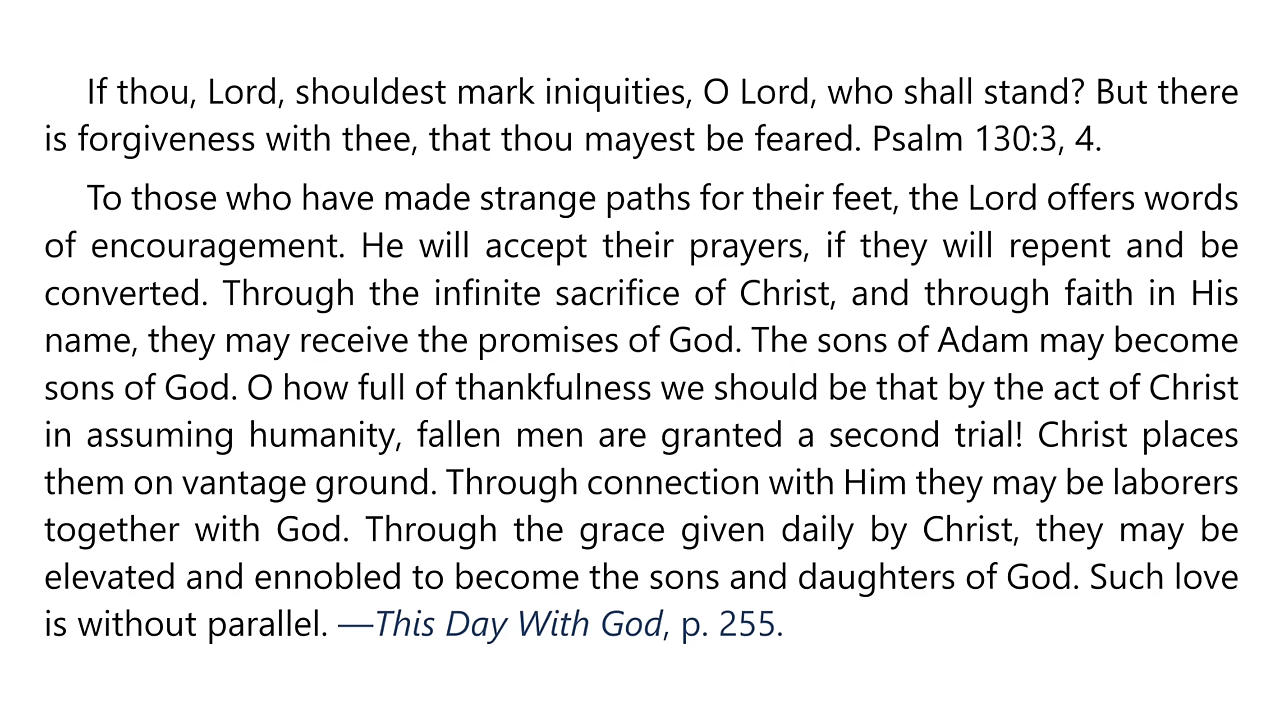 If thou, Lord, shouldest mark iniquities, O Lord, who shall stand? But there
is forgiveness with thee, that thou mayest be feared. Psalm 130:3, 4.
To those who have made strange paths for their feet, the Lord offers words
of encouragement. He will accept their prayers, if they will repent and be
converted. Through the infinite sacrifice of Christ, and through faith in His
name, they may receive the promises of God. The sons of Adam may become
sons of God. O how full of thankfulness we should be that by the act of Christ
in assuming humanity, fallen men are granted a second trial! Christ places
them on vantage ground. Through connection with Him they may be laborers
together with God. Through the grace given daily by Christ, they may be
elevated and ennobled to become the sons and daughters of God. Such love
is without parallel. —This Day With God, p. 255.